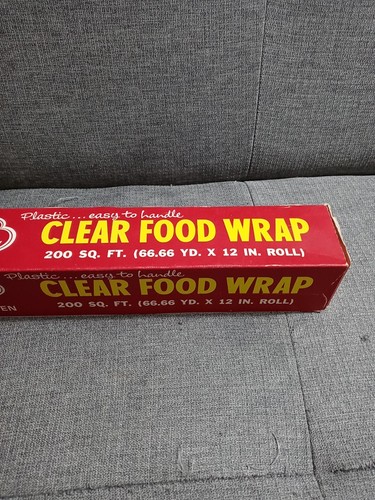 Plastic... easy to handle
CLEAR FOOD WRAP
200 SQ. FT. (66.66 YD. X 12 IN. ROLL)
Plastic... easy to handle
CLEAR FOOD WRAP
200 SQ. FT. (66.66 YD. X 12 IN. ROLL)